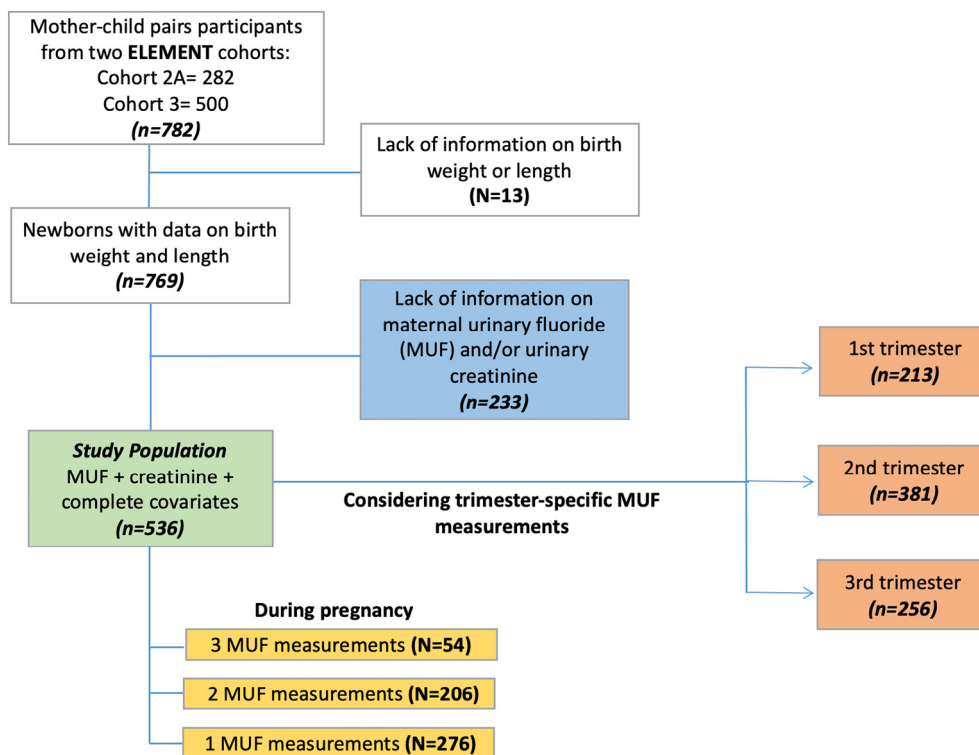 Mother-child pairs participants
from two ELEMENT cohorts:
Cohort 2A= 282
Cohort 3= 500
(n=782)
Lack of information on birth
weight or length
(N=13)
Newborns with data on birth
weight and length
(n=769)
Lack of information on
maternal urinary fluoride
(MUF) and/or urinary
creatinine
(n=233)
Study Population
MUF + creatinine +
complete covariates
(n=536)
Considering trimester-specific MUF
measurements
1st trimester
(n=213)
2nd trimester
(n=381)
3rd trimester
(n=256)
During pregnancy
3 MUF measurements (N=54)
2 MUF measurements (N=206)
1 MUF measurements (N=276)